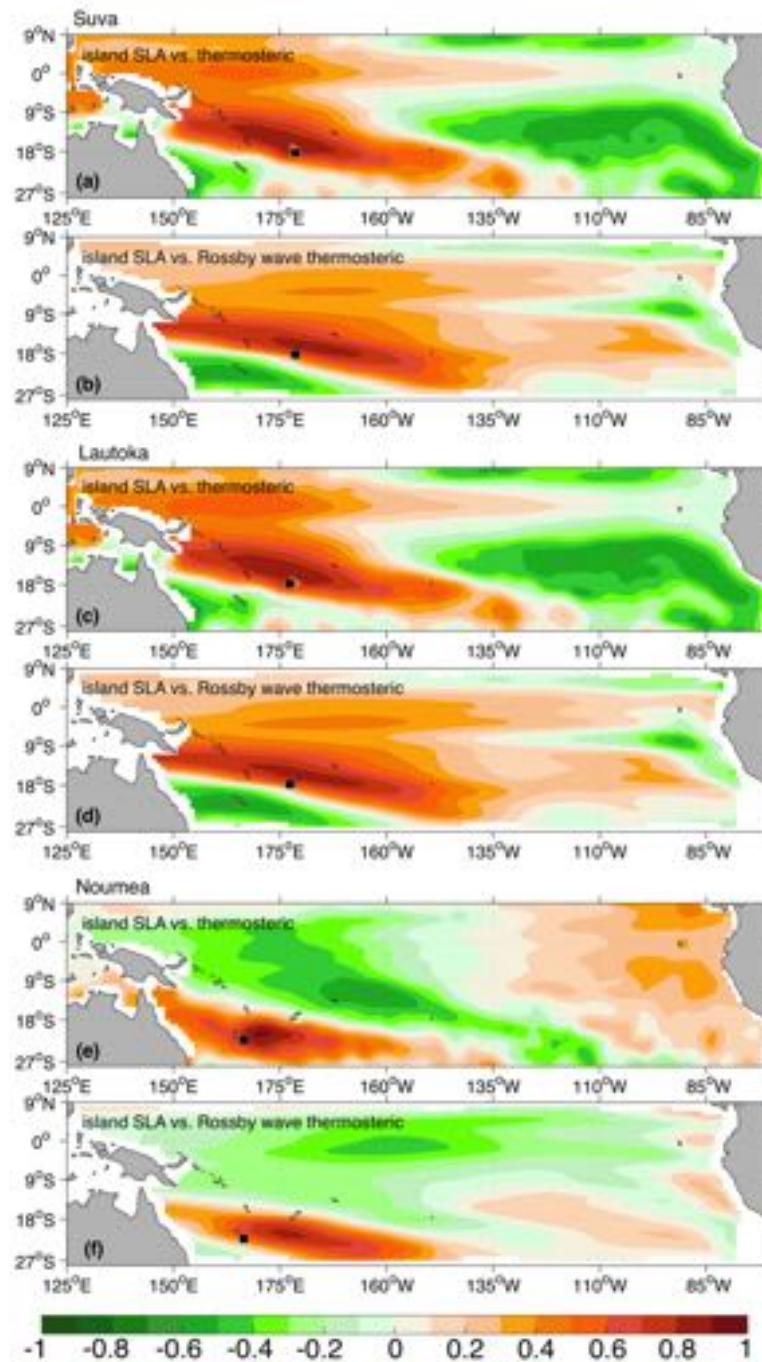 Suva
9°N
island SLA vs. thermosteric
0°
9°S
18°S
27°S
(a)
125°E 150°E 175°E 160°W 135°W 110°W 85°W
9°N
island SLA vs. Rossby wave thermosteric
0°
9°S
18°S
27°S
(b)
125°E 150°E 175°E 160°W 135°W 110°W 85°W
Lautoka
9°N
island SLA vs. thermosteric
0°
9°S
18°S
27°S
(c)
125°E 150°E 175°E 160°W 135°W 110°W 85°W
9°N
island SLA vs. Rossby wave thermosteric
0°
9°S
18°S
27°S
(d)
125°E 150°E 175°E 160°W 135°W 110°W 85°W
Noumea
9°N
island SLA vs. thermosteric
0°
9°S
18°S
27°S
(e)
125°E 150°E 175°E 160°W 135°W 110°W 85°W
9°N
island SLA vs. Rossby wave thermosteric
0°
9°S
18°S
27°S
(f)
125°E 150°E 175°E 160°W 135°W 110°W 85°W
-1 -0.8 -0.6 -0.4 -0.2 0 0.2 0.4 0.6 0.8 1